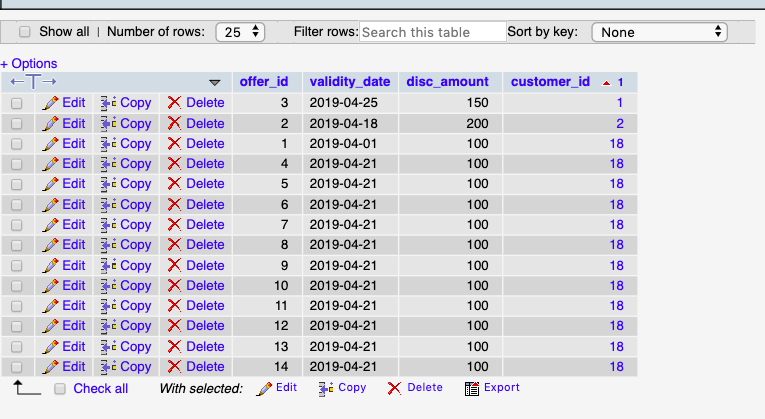 Show all | Number of rows: 25 Filter rows: Search this table Sort by key: None
+ Options
←T→ offer_id validity_date disc_amount customer_id 1
Edit Copy Delete 3 2019-04-25 150 1
Edit Copy Delete 2 2019-04-18 200 2
Edit Copy Delete 1 2019-04-01 100 18
Edit Copy Delete 4 2019-04-21 100 18
Edit Copy Delete 5 2019-04-21 100 18
Edit Copy Delete 6 2019-04-21 100 18
Edit Copy Delete 7 2019-04-21 100 18
Edit Copy Delete 8 2019-04-21 100 18
Edit Copy Delete 9 2019-04-21 100 18
Edit Copy Delete 10 2019-04-21 100 18
Edit Copy Delete 11 2019-04-21 100 18
Edit Copy Delete 12 2019-04-21 100 18
Edit Copy Delete 13 2019-04-21 100 18
Edit Copy Delete 14 2019-04-21 100 18
Check all With selected: Edit Copy Delete Export